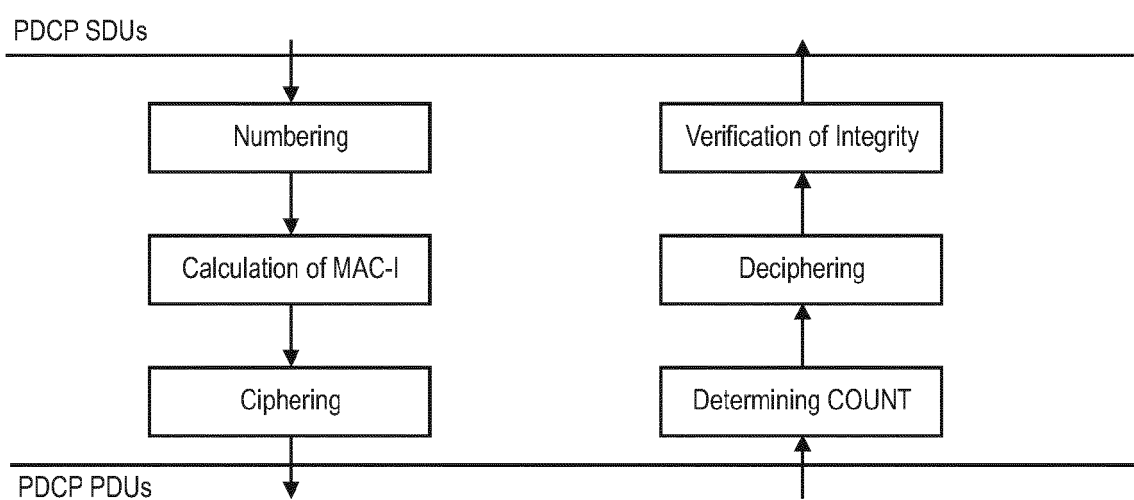 PDCP SDUs
Numbering
Verification of Integrity
Calculation of MAC-I
Deciphering
Ciphering
Determining COUNT
PDCP PDUs